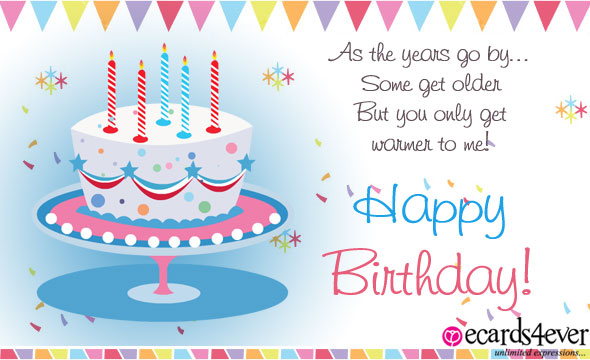 As the years go by...
Some get older
But you only get
warmer to me!
Happy
Birthday!
ecards4ever
unlimited expressions...